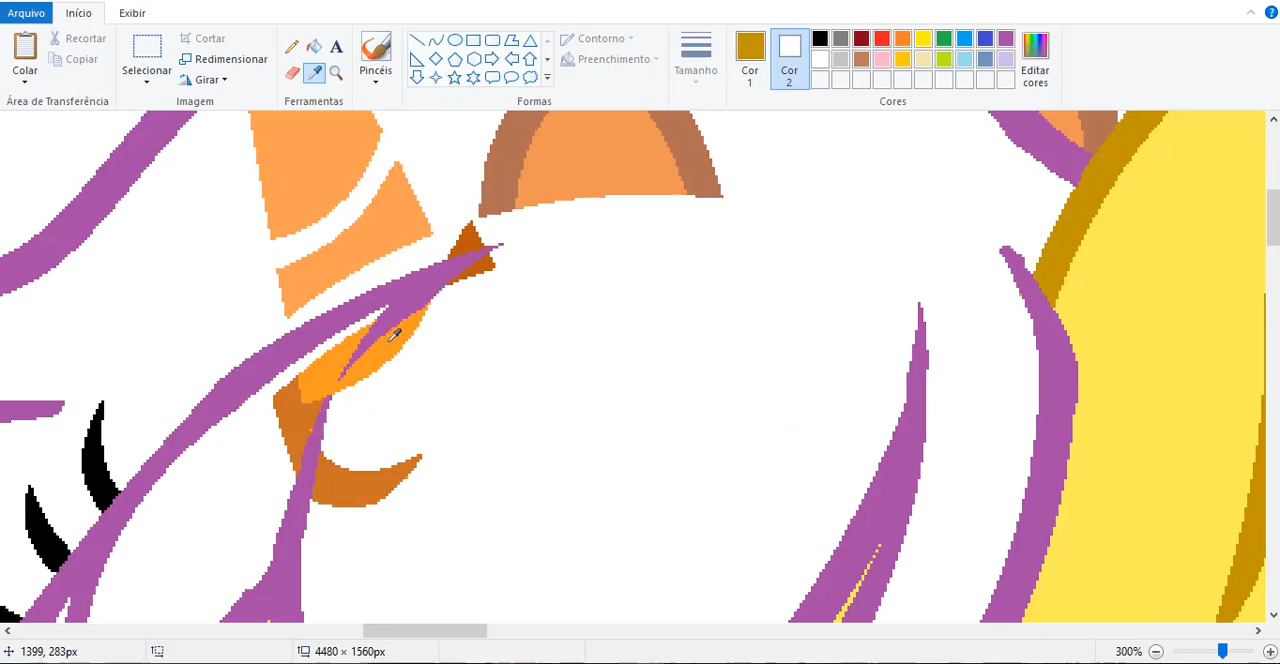 Arquivo Início Exibir
Colar
Recortar
Copiar
Área de Transferência
Selecionar
Cortar
Redimensionar
Girar
Imagem
A
Ferramentas
Pincéis
Contorno
Preenchimento
Formas
Tamanho
Cor 1
Cor 2
Editar cores
Cores
1399, 283px
4480 × 1560px
300%